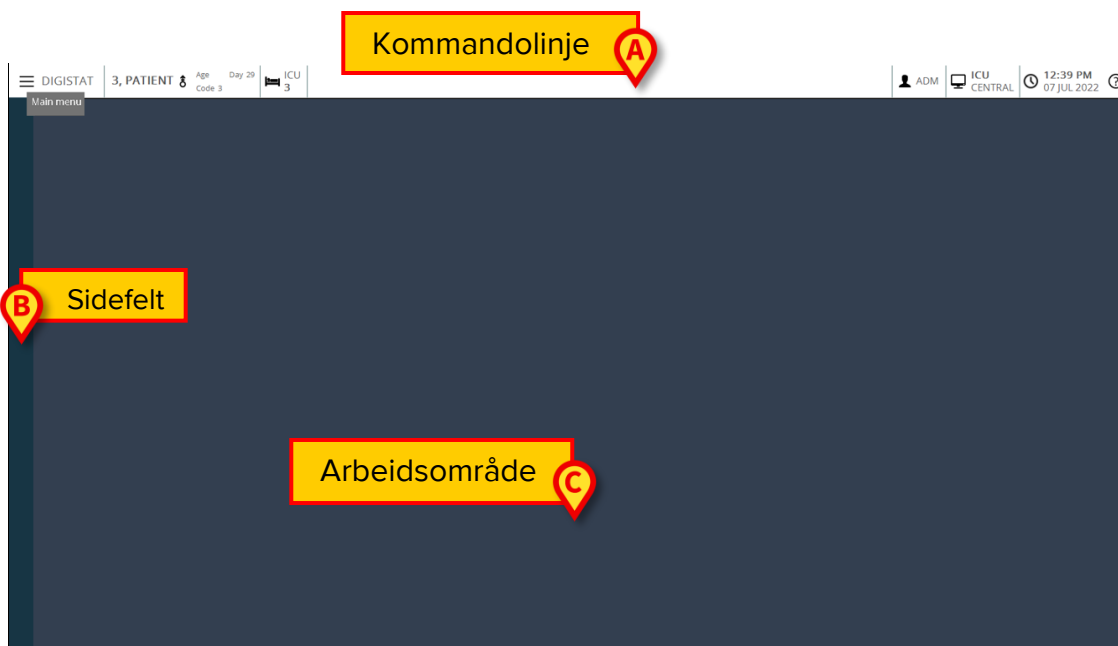 Kommandolinje A
DIGISTAT 3, PATIENT Age Day 29 ICU
Code 3 3
ADM ICU 12:39 PM
CENTRAL 07 JUL 2022 ?
Main menu
B Sidefelt
Arbeidsområde C